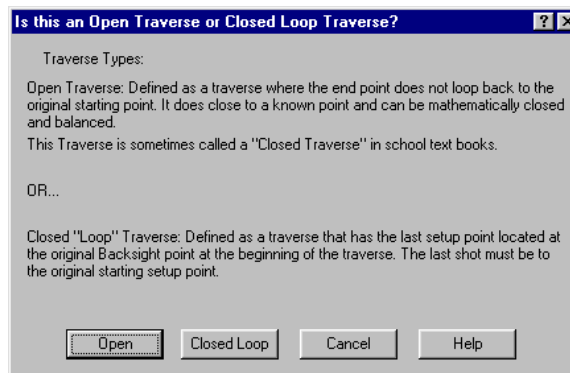 Is this an Open Traverse or Closed Loop Traverse?
Traverse Types:
Open Traverse: Defined as a traverse where the end point does not loop back to the
original starting point. It does close to a known point and can be mathematically closed
and balanced.
This Traverse is sometimes called a "Closed Traverse" in school text books.
OR...
Closed "Loop" Traverse: Defined as a traverse that has the last setup point located at
the original Backsight point at the beginning of the traverse. The last shot must be to
the original starting setup point.
Open Closed Loop Cancel Help